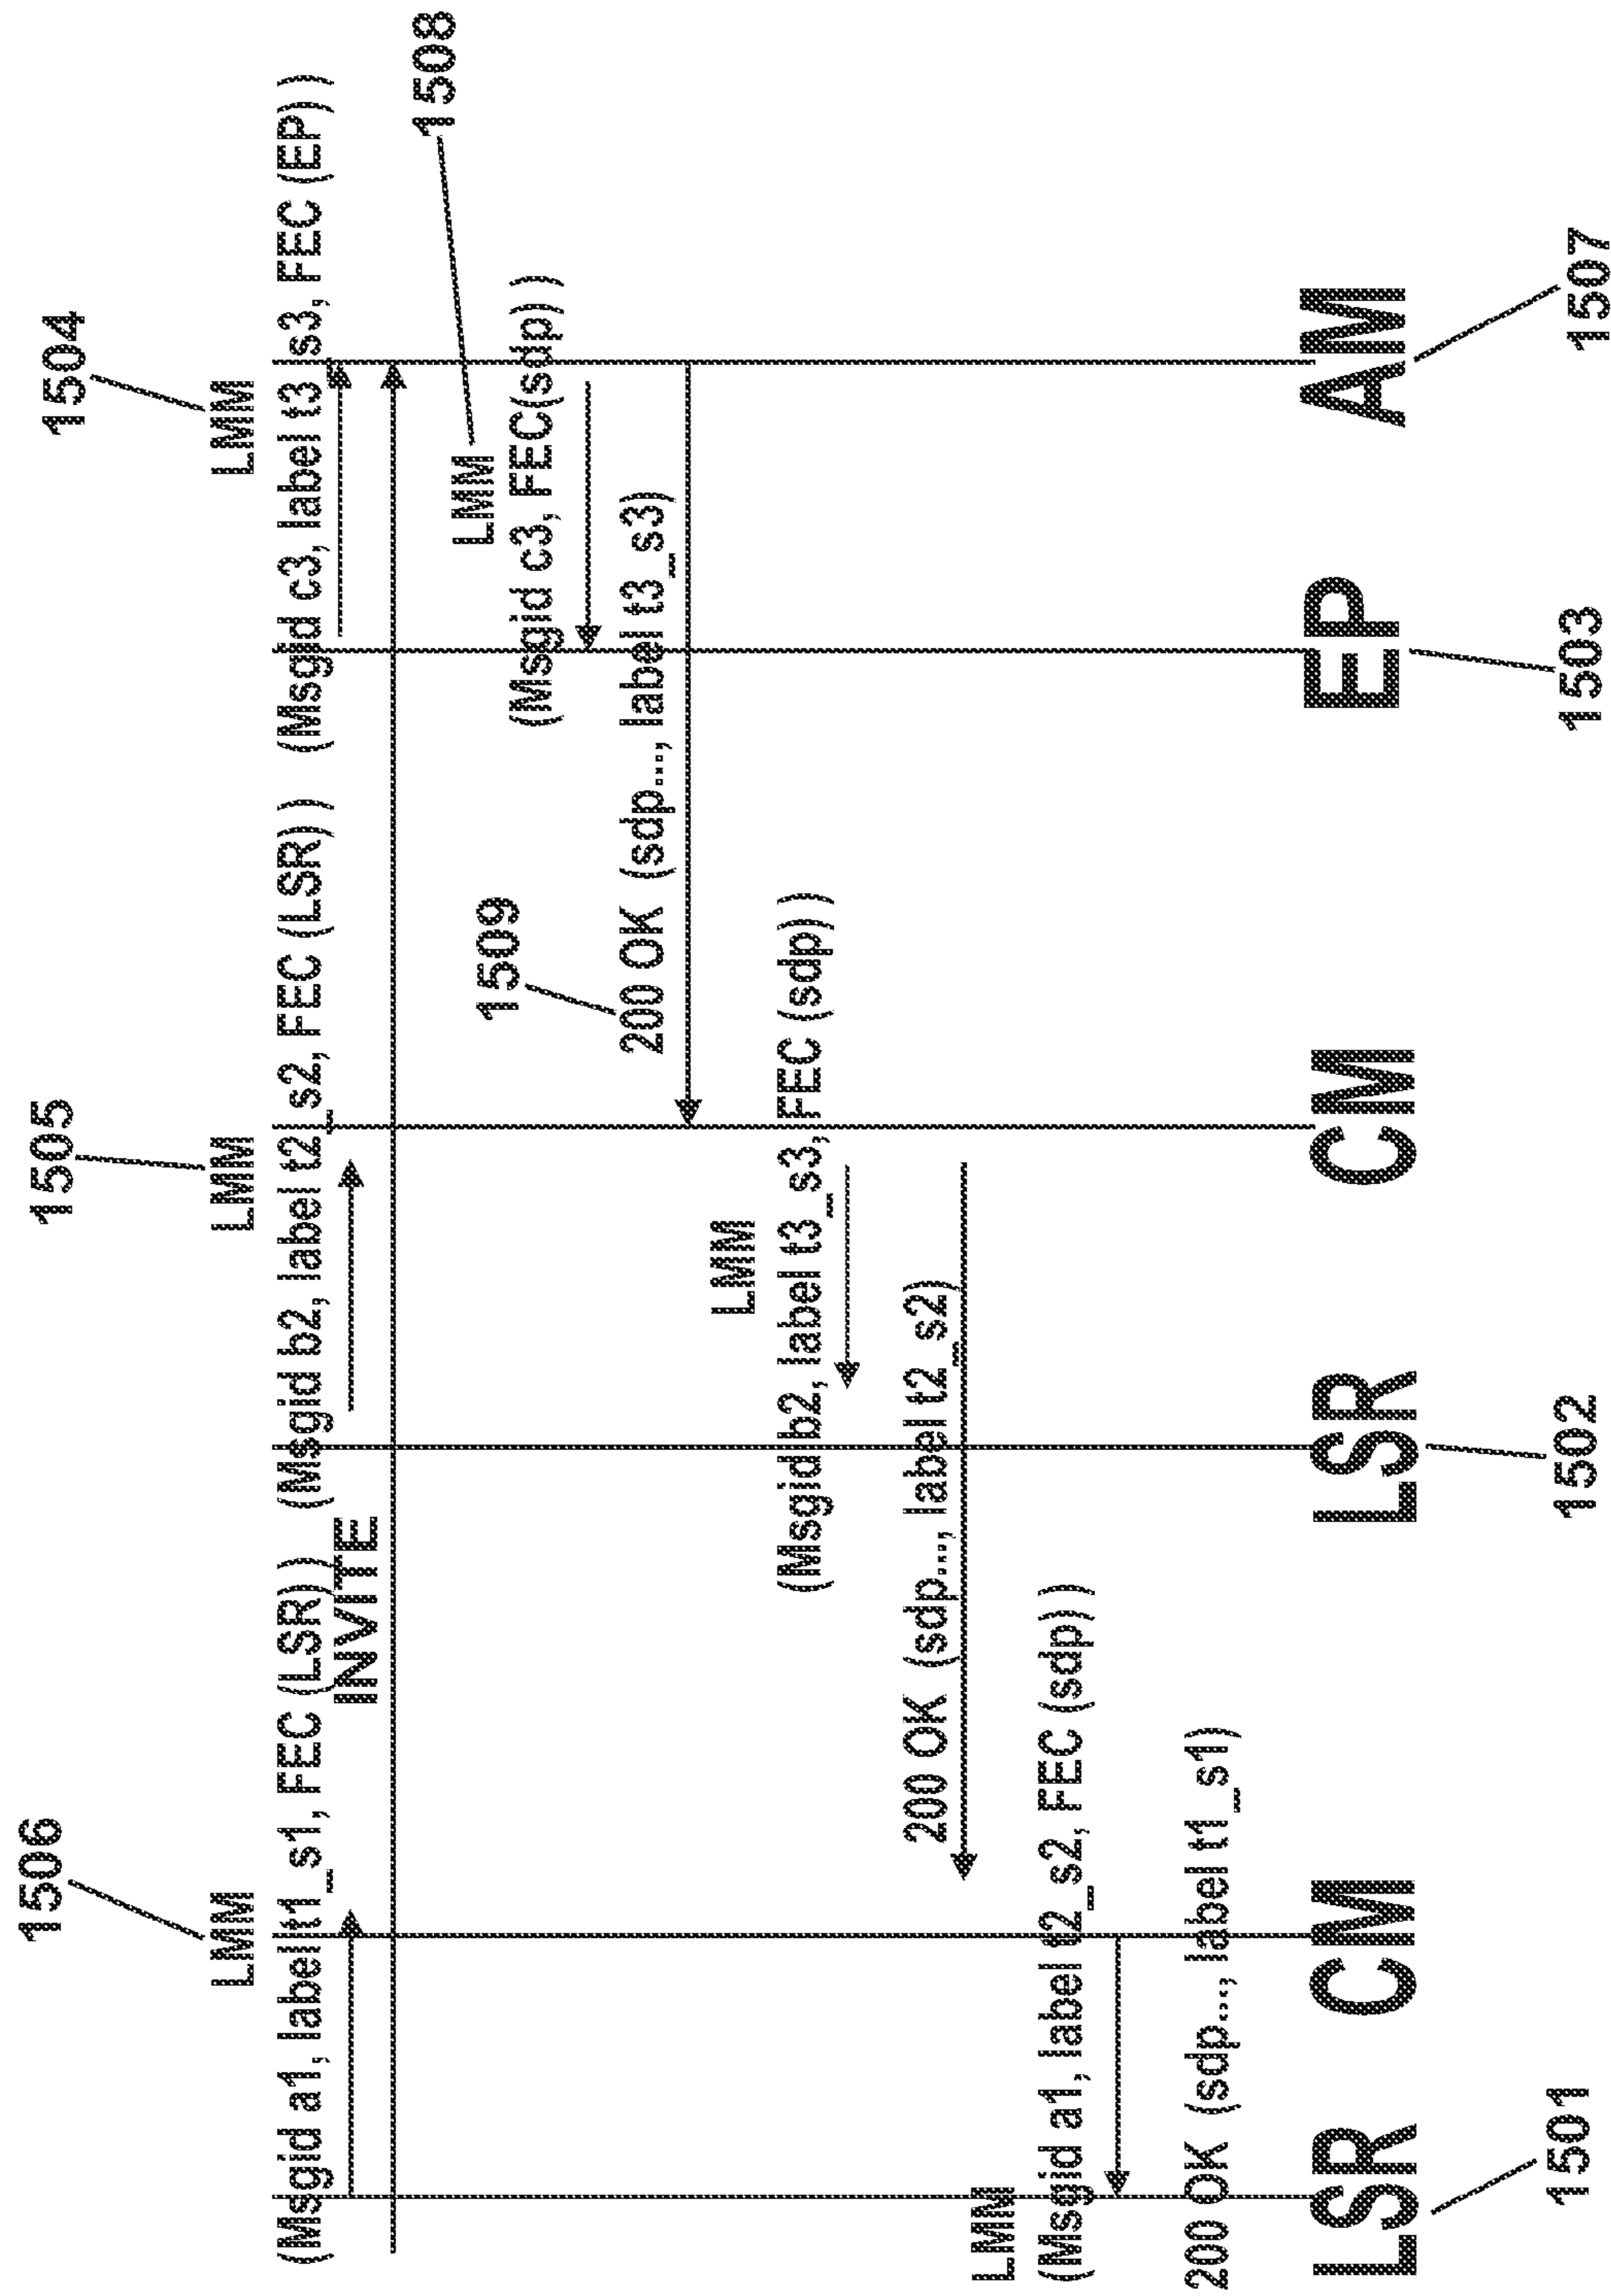 1506
1505
1504
LMM
LMM
LMM
(Msgid a1, label t1_s1, FEC (LSR) )
(Msgid b2, label t2_s2, FEC (LSR) )
(Msgid c3, label t3_s3, FEC (EP) )
INVITE
1508
LMM
(Msgid c3, FEC(sdp) )
1509
200 OK (sdp..., label t3_s3)
LMM
(Msgid b2, label t3_s3, FEC (sdp) )
200 OK (sdp..., label t2_s2)
LMM
(Msgid a1, label t2_s2, FEC (sdp) )
200 OK (sdp..., label t1_s1)
LSR
CM
LSR
CM
EP
AM
1501
1502
1503
1507